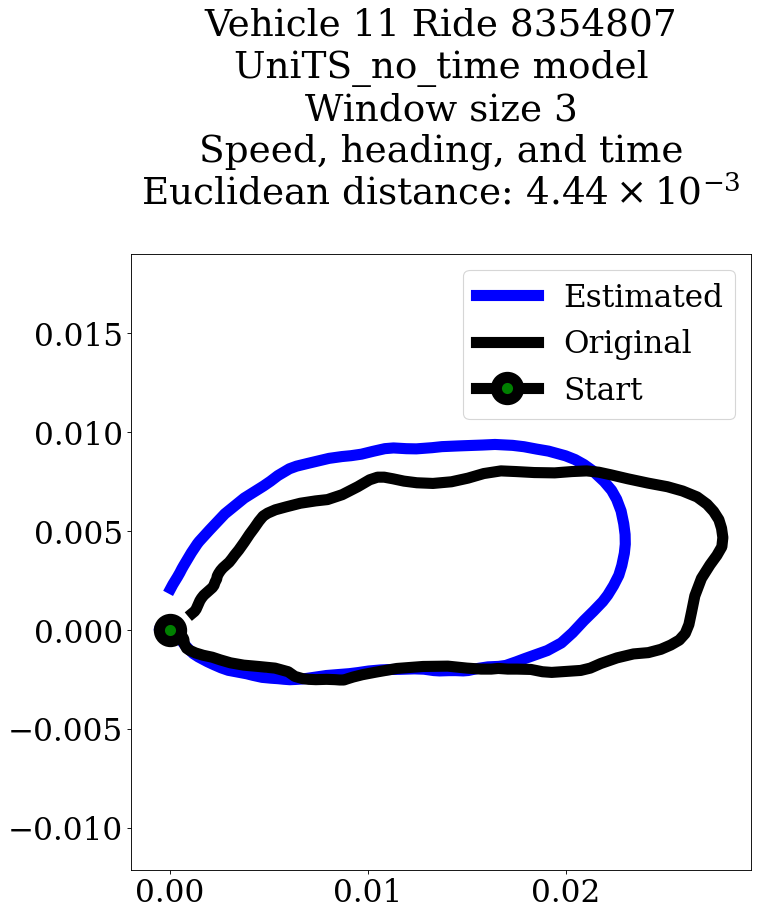 Vehicle 11 Ride 8354807
UniTS_no_time model
Window size 3
Speed, heading, and time
Euclidean distance: 4.44 × 10⁻³
Estimated
Original
Start
0.015
0.010
0.005
0.000
−0.005
−0.010
0.00 0.01 0.02